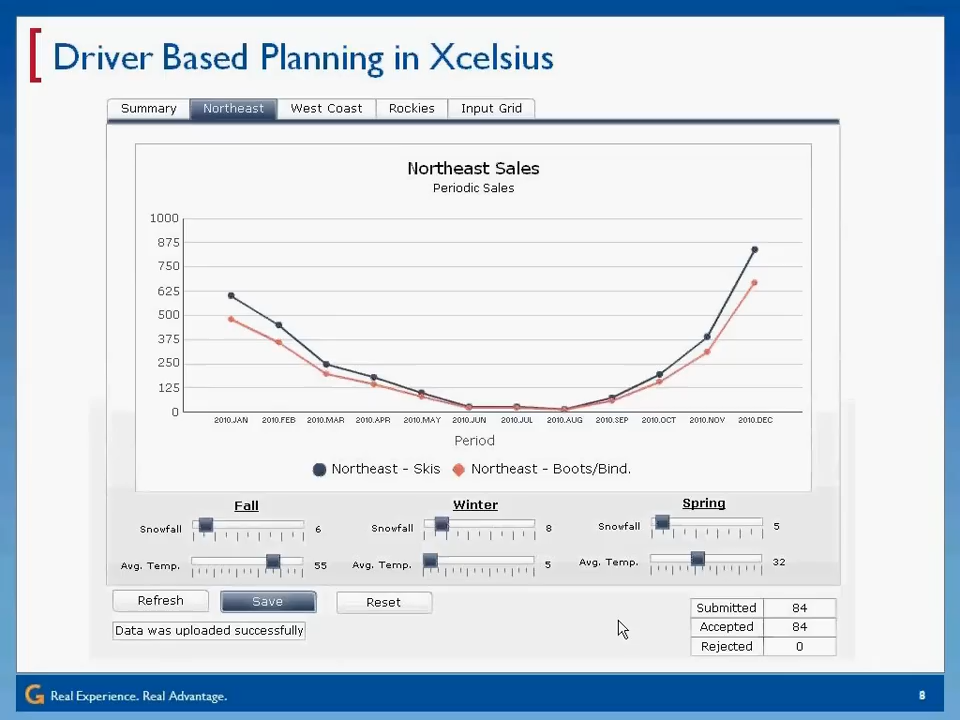 Driver Based Planning in Xcelsius
Summary Northeast West Coast Rockies Input Grid
Northeast Sales
Periodic Sales
1000
875
750
625
500
375
250
125
0
2010.JAN 2010.FEB 2010.MAR 2010.APR 2010.MAY 2010.JUN 2010.JUL 2010.AUG 2010.SEP 2010.OCT 2010.NOV 2010.DEC
Period
Northeast - Skis Northeast - Boots/Bind.
Fall Winter Spring
Snowfall 6 Snowfall 8 Snowfall 5
Avg. Temp. 55 Avg. Temp. 5 Avg. Temp. 32
Refresh Save Reset
Data was uploaded successfully
Submitted 84
Accepted 84
Rejected 0
G Real Experience. Real Advantage. 8